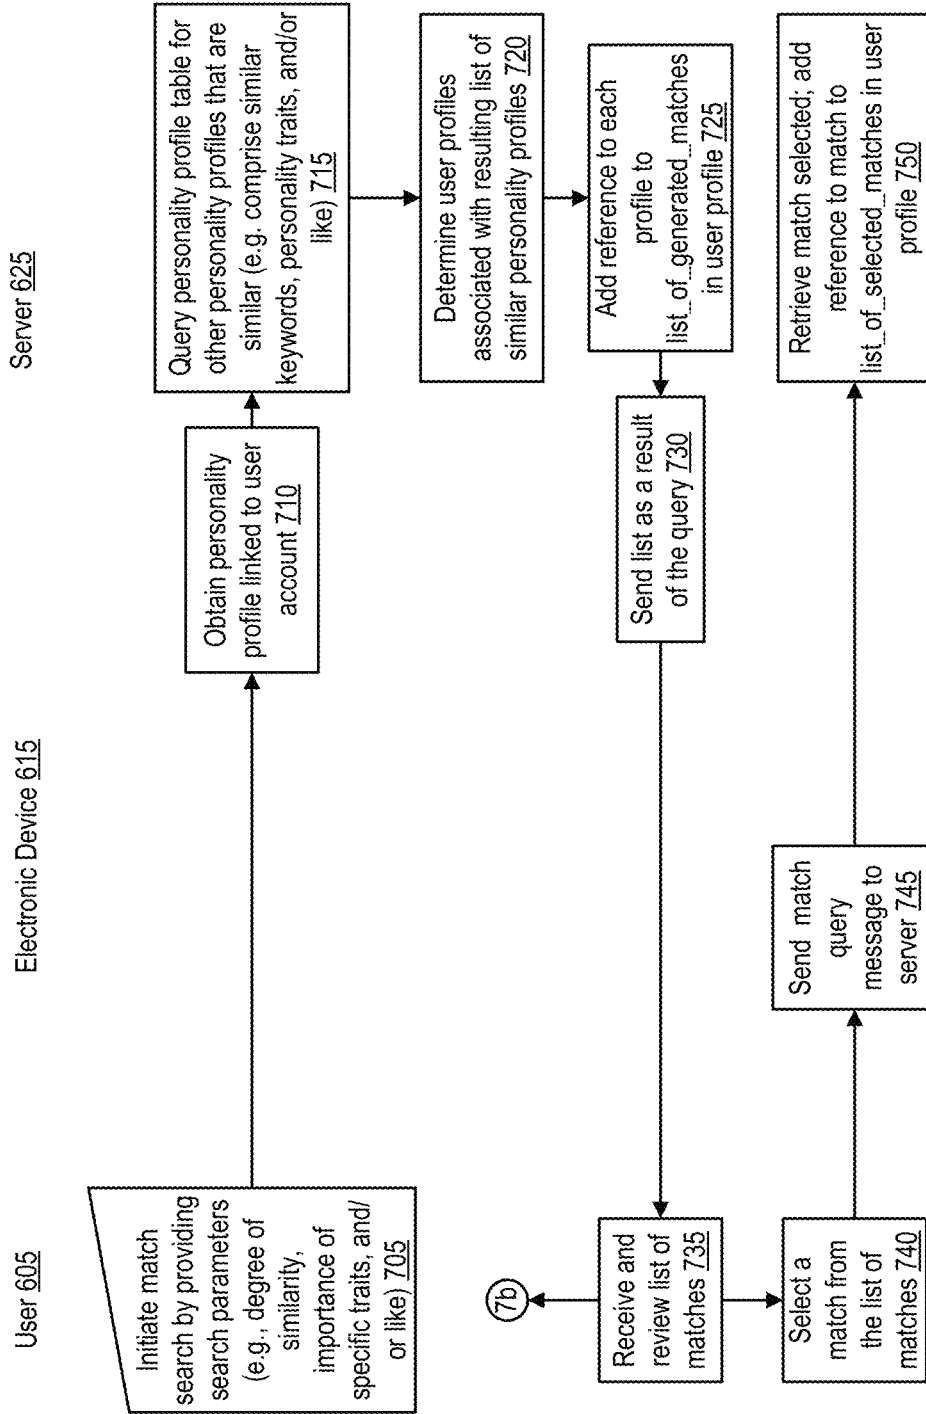 User 605
Electronic Device 615
Server 625
Initiate match
search by providing
search parameters
(e.g., degree of
similarity,
importance of
specific traits, and/
or like) 705
Obtain personality
profile linked to user
account 710
Query personality profile table for
other personality profiles that are
similar (e.g. comprise similar
keywords, personality traits, and/or
like) 715
Determine user profiles
associated with resulting list of
similar personality profiles 720
Add reference to each
profile to
list_of_generated_matches
in user profile 725
Send list as a result
of the query 730
7b
Receive and
review list of
matches 735
Select a
match from
the list of
matches 740
Send match
query
message to
server 745
Retrieve match selected; add
reference to match to
list_of_selected_matches in user
profile 750